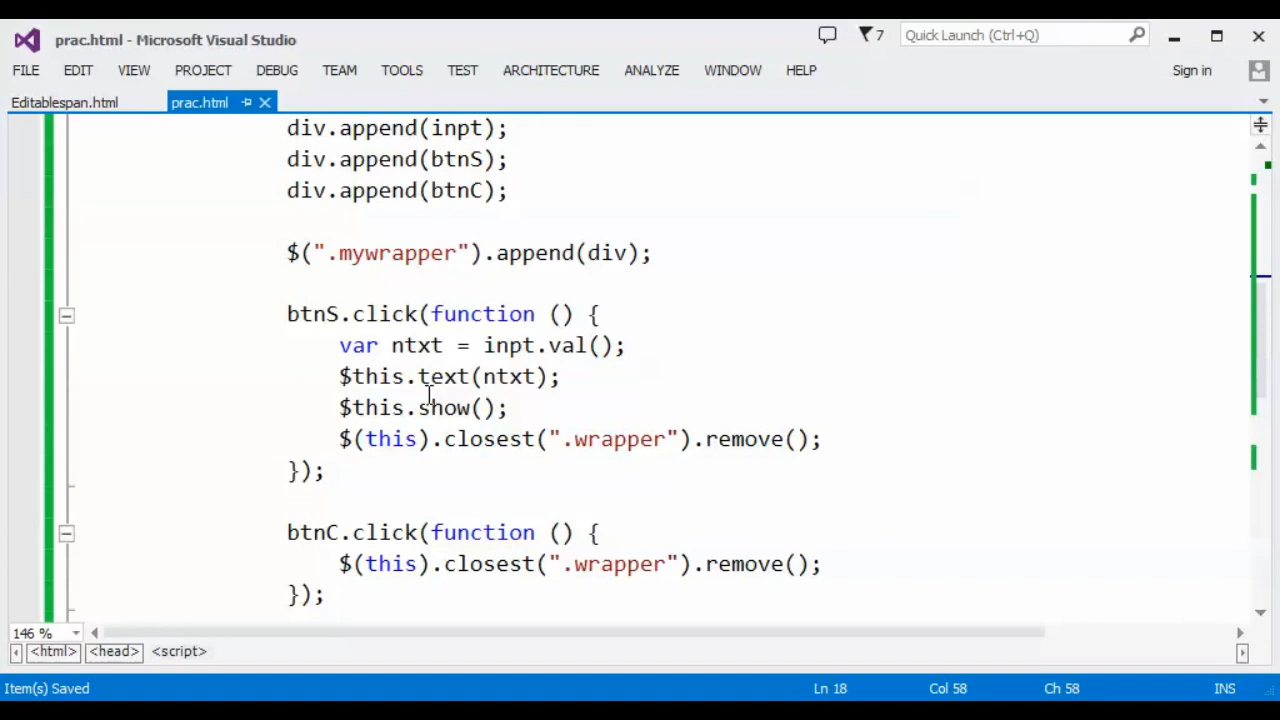 prac.html - Microsoft Visual Studio
7
Quick Launch (Ctrl+Q)
FILE EDIT VIEW PROJECT DEBUG TEAM TOOLS TEST ARCHITECTURE ANALYZE WINDOW HELP
Sign in
Editablespan.html
prac.html
div.append(inpt);
div.append(btnS);
div.append(btnC);
$(".mywrapper").append(div);
btnS.click(function () {
var ntxt = inpt.val();
$this.text(ntxt);
$this.show();
$(this).closest(".wrapper").remove();
});
btnC.click(function () {
$(this).closest(".wrapper").remove();
});
146 %
<html> <head> <script>
Item(s) Saved
Ln 18
Col 58
Ch 58
INS